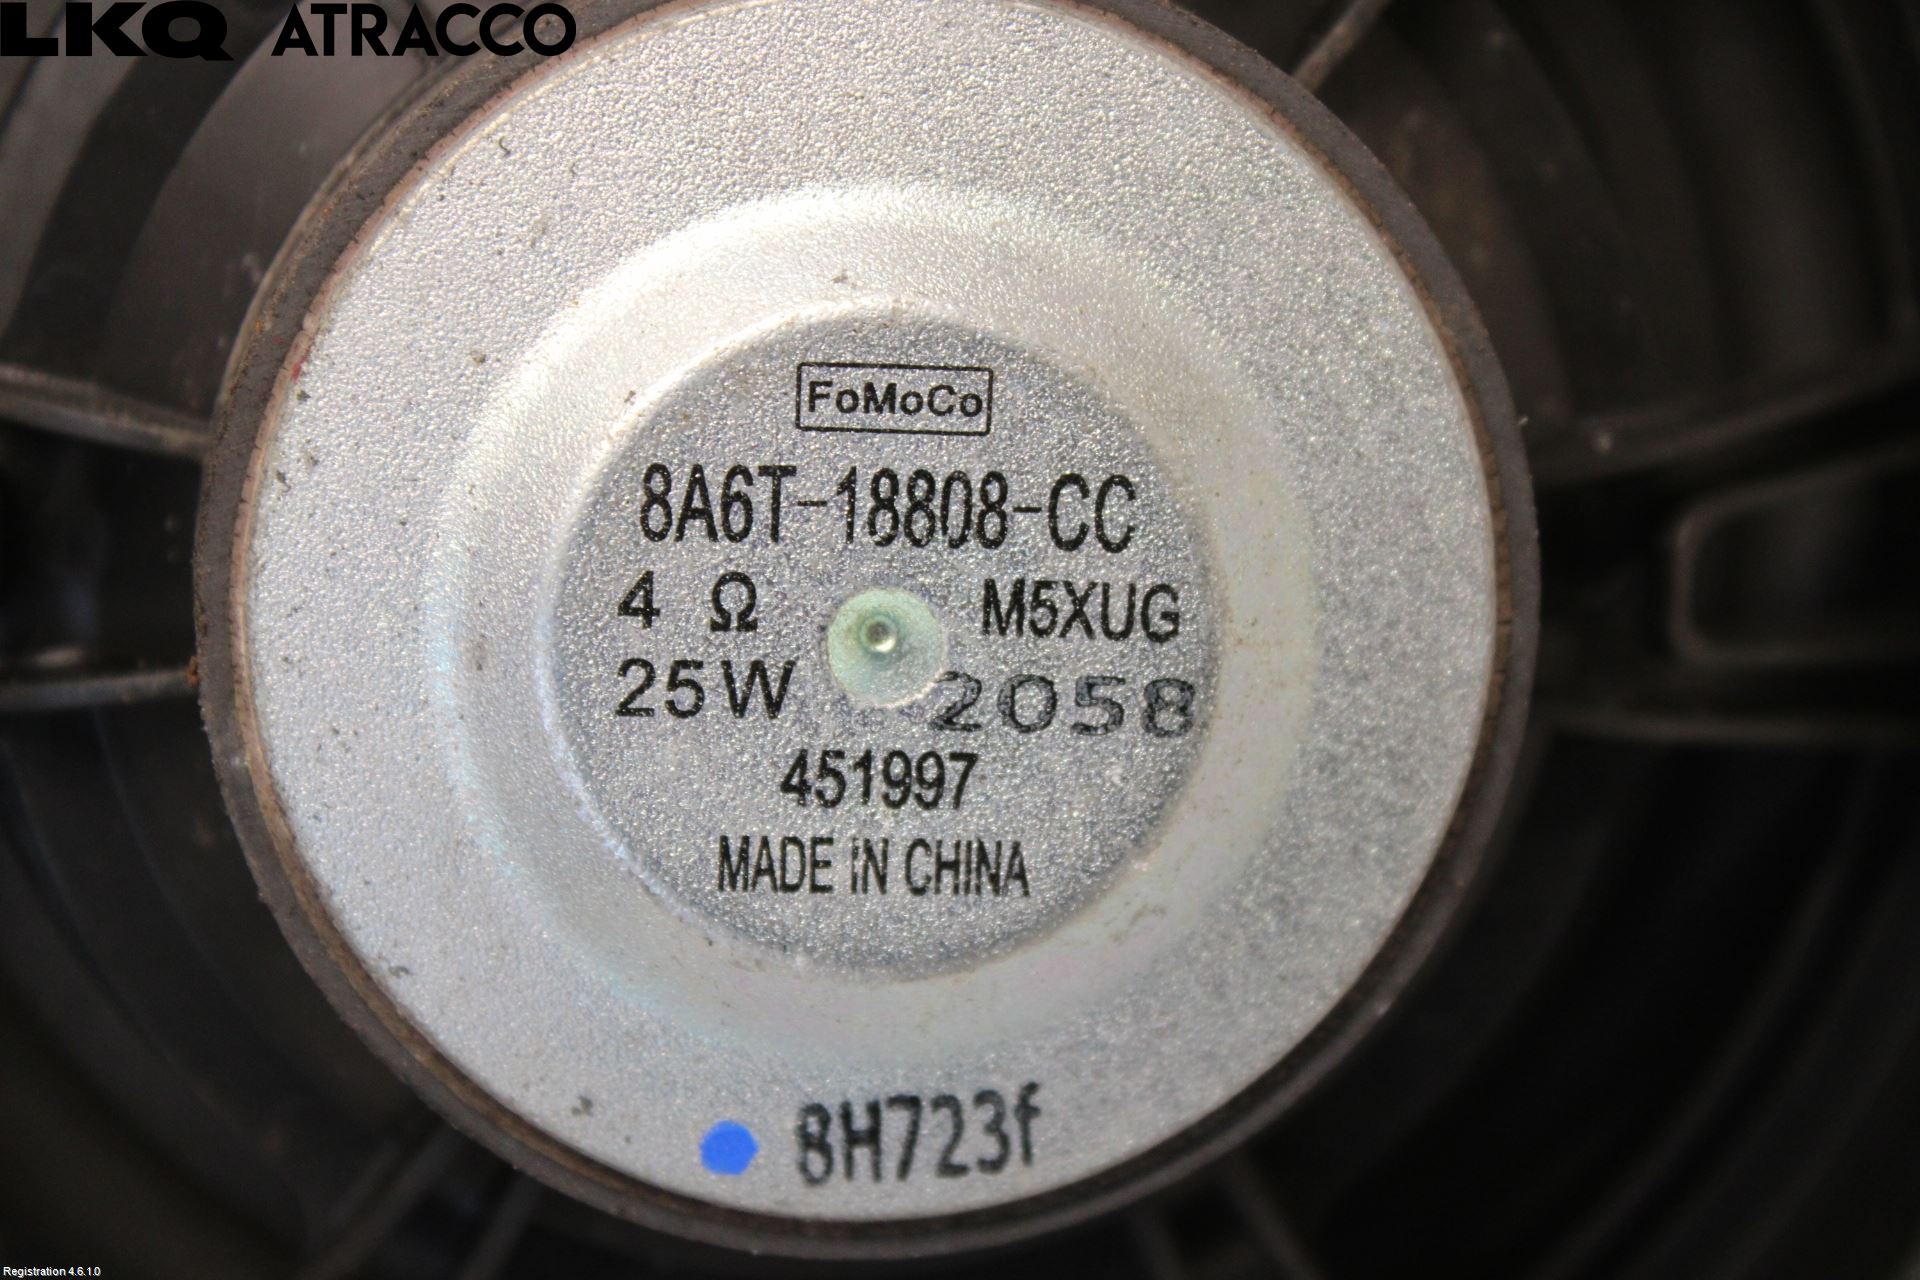 LKQ ATRACCO
FoMoCo
8A6T-18808-CC
4 Ω M5XUG
25W 2058
451997
MADE IN CHINA
8H723f
Registration 4.6.1.0